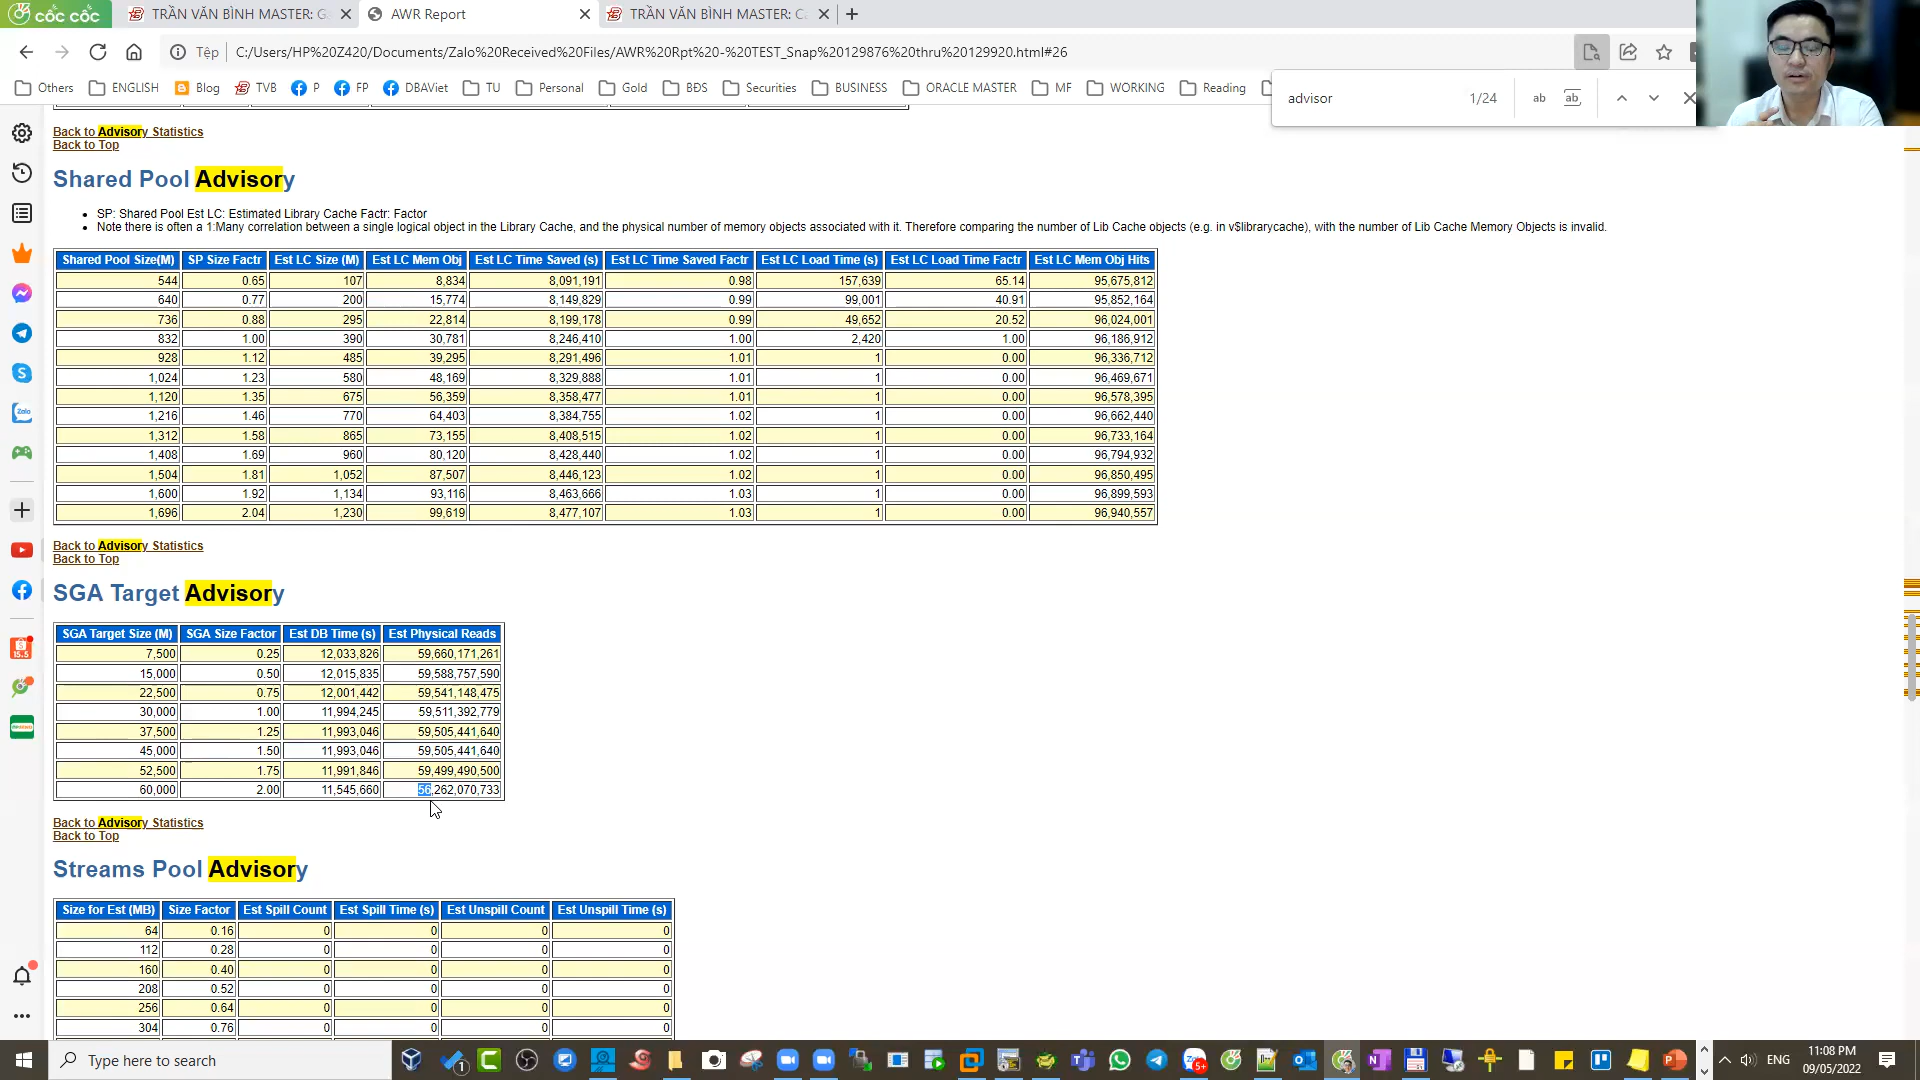 cốc cốc
TRẦN VĂN BÌNH MASTER: G
AWR Report
TRẦN VĂN BÌNH MASTER: C
Tệp
C:/Users/HP%20Z420/Documents/Zalo%20Received%20Files/AWR%20Rpt%20-%20TEST_Snap%20129876%20thru%20129920.html#26
Others ENGLISH Blog TVB P FP DBAViet TU Personal Gold BĐS Securities BUSINESS ORACLE MASTER MF WORKING Reading
advisor 1/24
Back to Advisory Statistics
Back to Top
Shared Pool Advisory
SP: Shared Pool Est LC: Estimated Library Cache Factr: Factor
Note there is often a 1:Many correlation between a single logical object in the Library Cache, and the physical number of memory objects associated with it. Therefore comparing the number of Lib Cache objects (e.g. in v$librarycache), with the number of Lib Cache Memory Objects is invalid.
Shared Pool Size(M) SP Size Factr Est LC Size (M) Est LC Mem Obj Est LC Time Saved (s) Est LC Time Saved Factr Est LC Load Time (s) Est LC Load Time Factr Est LC Mem Obj Hits
544 0.65 107 8,834 8,091,191 0.98 157,639 65.14 95,675,812
640 0.77 200 15,774 8,149,829 0.99 99,001 40.91 95,852,164
736 0.88 295 22,814 8,199,178 0.99 49,652 20.52 96,024,001
832 1.00 390 30,781 8,246,410 1.00 2,420 1.00 96,186,912
928 1.12 485 39,295 8,291,496 1.01 1 0.00 96,336,712
1,024 1.23 580 48,169 8,329,888 1.01 1 0.00 96,469,671
1,120 1.35 675 56,359 8,358,477 1.01 1 0.00 96,578,395
1,216 1.46 770 64,403 8,384,755 1.02 1 0.00 96,662,440
1,312 1.58 865 73,155 8,408,515 1.02 1 0.00 96,733,164
1,408 1.69 960 80,120 8,428,440 1.02 1 0.00 96,794,932
1,504 1.81 1,052 87,507 8,446,123 1.02 1 0.00 96,850,495
1,600 1.92 1,134 93,116 8,463,666 1.03 1 0.00 96,899,593
1,696 2.04 1,230 99,619 8,477,107 1.03 1 0.00 96,940,557
Back to Advisory Statistics
Back to Top
SGA Target Advisory
SGA Target Size (M) SGA Size Factor Est DB Time (s) Est Physical Reads
7,500 0.25 12,033,826 59,660,171,261
15,000 0.50 12,015,835 59,588,757,590
22,500 0.75 12,001,442 59,541,148,475
30,000 1.00 11,994,245 59,511,392,779
37,500 1.25 11,993,046 59,505,441,640
45,000 1.50 11,993,046 59,505,441,640
52,500 1.75 11,991,846 59,499,490,500
60,000 2.00 11,545,660 56,262,070,733
Back to Advisory Statistics
Back to Top
Streams Pool Advisory
Size for Est (MB) Size Factor Est Spill Count Est Spill Time (s) Est Unspill Count Est Unspill Time (s)
64 0.16 0 0 0 0
112 0.28 0 0 0 0
160 0.40 0 0 0 0
208 0.52 0 0 0 0
256 0.64 0 0 0 0
304 0.76 0 0 0 0
Type here to search
ENG
11:08 PM
09/05/2022